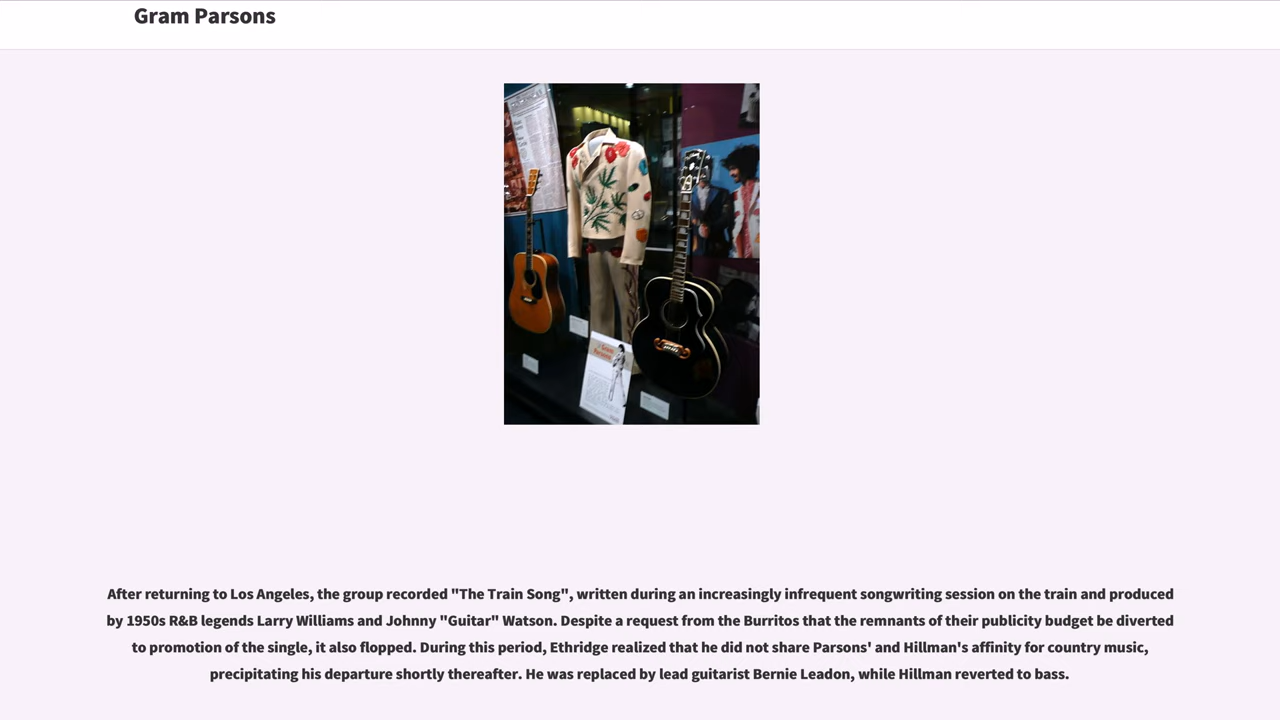 Gram Parsons
Gram
Parsons
After returning to Los Angeles, the group recorded "The Train Song", written during an increasingly infrequent songwriting session on the train and produced
by 1950s R&B legends Larry Williams and Johnny "Guitar" Watson. Despite a request from the Burritos that the remnants of their publicity budget be diverted
to promotion of the single, it also flopped. During this period, Ethridge realized that he did not share Parsons' and Hillman's affinity for country music,
precipitating his departure shortly thereafter. He was replaced by lead guitarist Bernie Leadon, while Hillman reverted to bass.